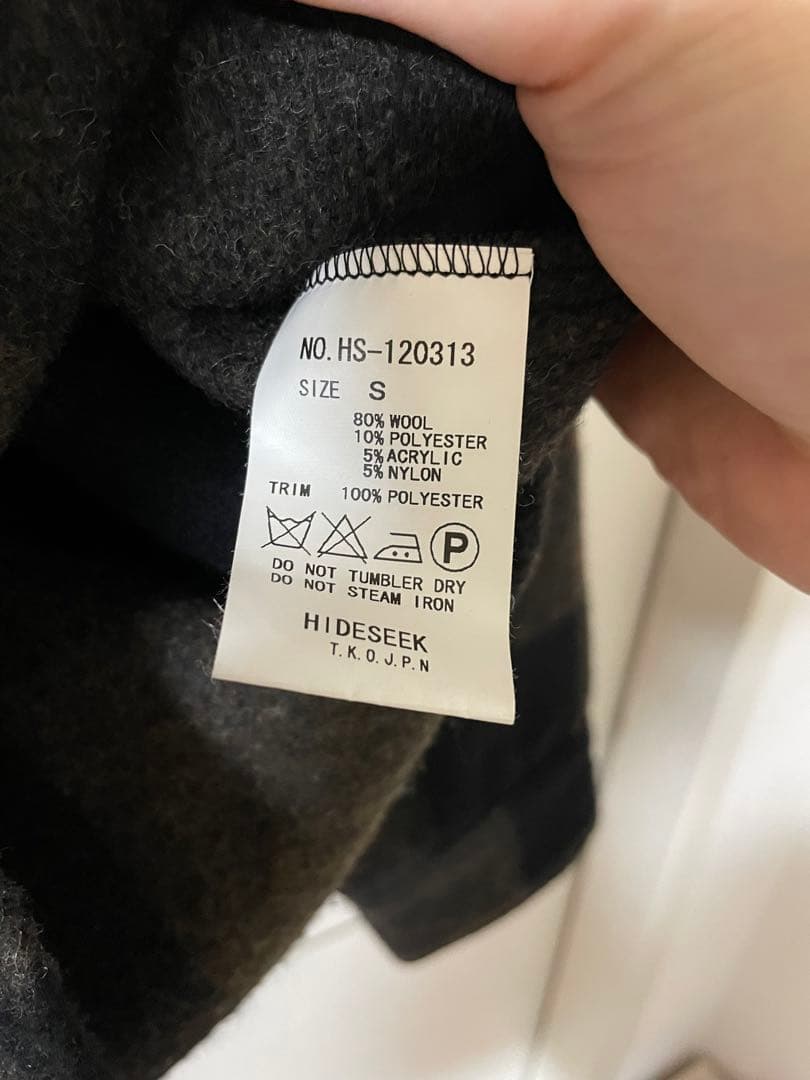 NO. HS-120313
SIZE S
80% WOOL
10% POLYESTER
5% ACRYLIC
5% NYLON
TRIM 100% POLYESTER
P
DO NOT TUMBLER DRY
DO NOT STEAM IRON
HIDESEEK
T.K.O.J.P.N